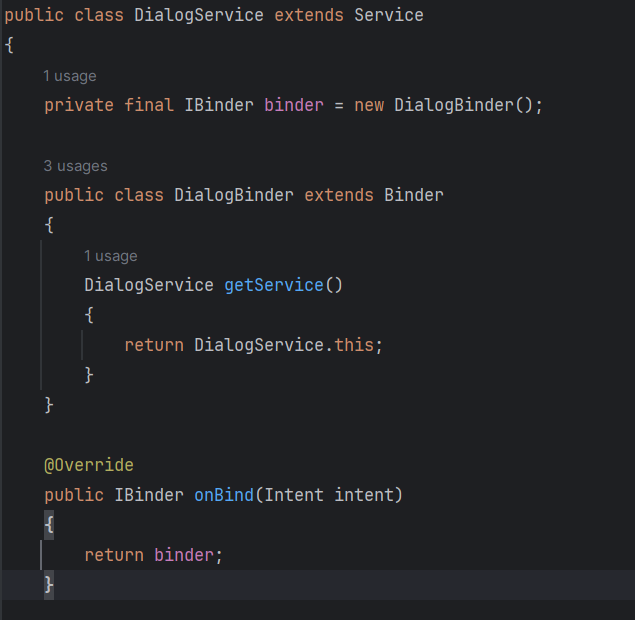 public class DialogService extends Service
{
1 usage
private final IBinder binder = new DialogBinder();
3 usages
public class DialogBinder extends Binder
{
1 usage
DialogService getService()
{
return DialogService.this;
}
}
@Override
public IBinder onBind(Intent intent)
{
return binder;
}